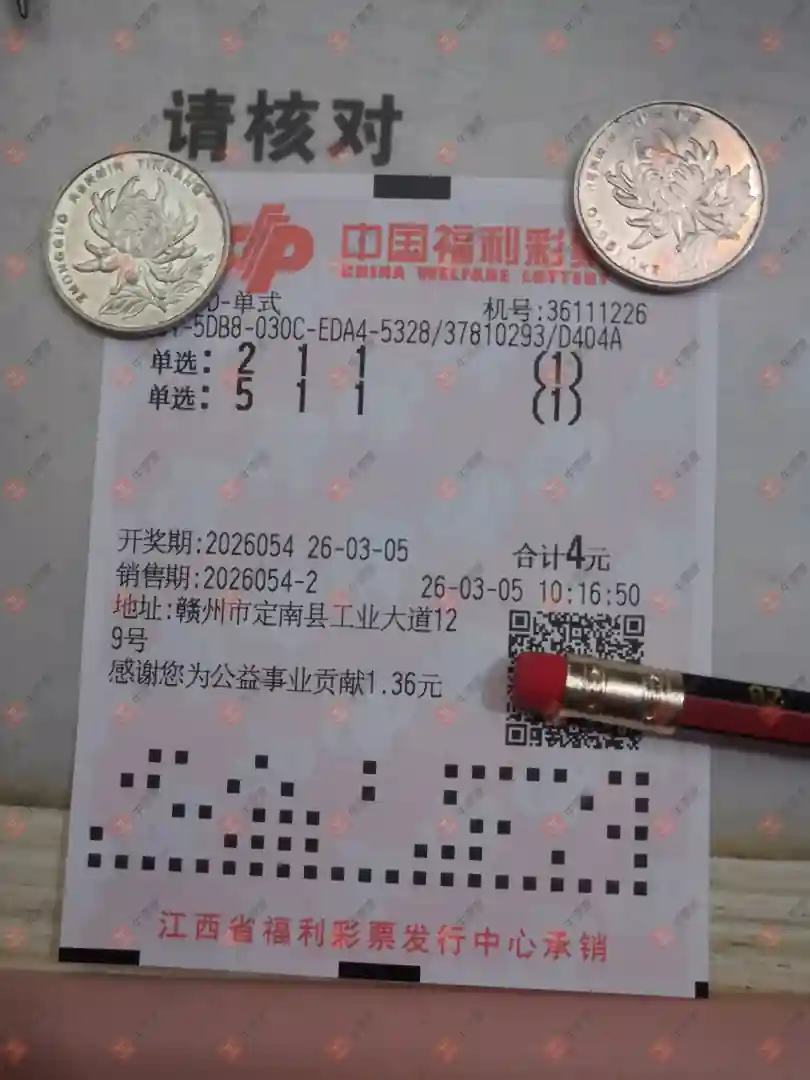 请核对
中国福利彩
CHINA WELFARE LOTTERY
D-单式 机号:36111226
-5DB8-030C-EDA4-5328/37810293/D404A
单选: 2 1 1 (1)
单选: 5 1 1 (1)
开奖期:2026054 26-03-05 合计4元
销售期:2026054-2 26-03-05 10:16:50
地址:赣州市定南县工业大道12
9号
感谢您为公益事业贡献1.36元
江西省福利彩票发行中心承销
ZHONGGUO RENMIN YINHANG